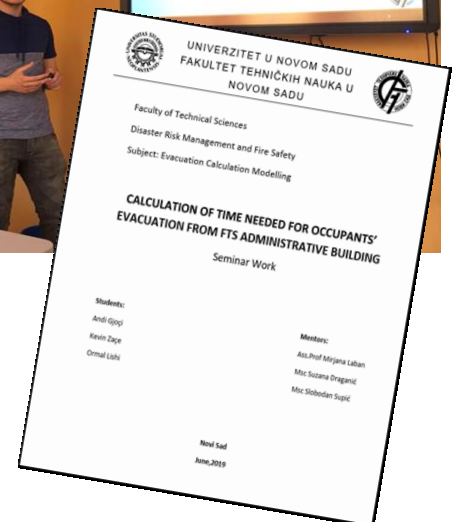 UNIVERZITET U NOVOM SADU
FAKULTET TEHNIČKIH NAUKA U
NOVOM SADU
Faculty of Technical Sciences
Disaster Risk Management and Fire Safety
Subject: Evacuation Calculation Modelling
CALCULATION OF TIME NEEDED FOR OCCUPANTS'
EVACUATION FROM FTS ADMINISTRATIVE BUILDING
Seminar Work
Students:
Andi Gjoçi
Kevin Zaçe
Ormal Lishi
Mentors:
Ass.Prof Mirjana Laban
Msc Suzana Draganić
Msc Slobodan Supić
Novi Sad
June,2019